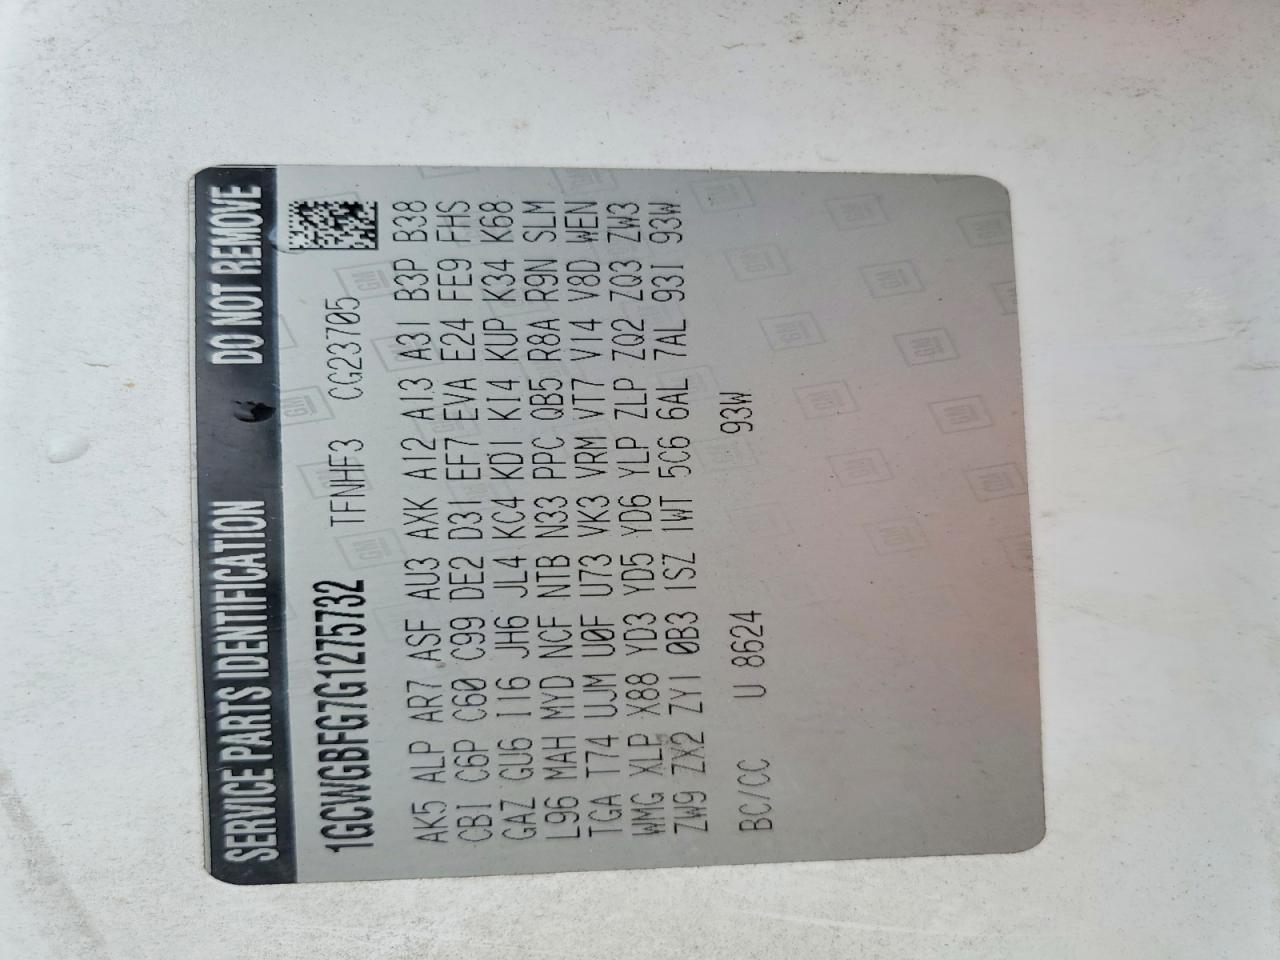 SERVICE PARTS IDENTIFICATION DO NOT REMOVE
1GCWGBFG7G1275732 TFNHF3 CG23705
AK5 ALP AR7 ASF AU3 AXK A12 A13 A31 B3P B38
CB1 C6P C60 C99 DE2 D31 EF7 EVA E24 FE9 FHS
GAZ GU6 I16 JH6 JL4 KC4 KD1 K14 KUP K34 K68
L96 MAH MYD NCF NTB N33 PPC QB5 R8A R9N SLM
TGA T74 UJM U0F U73 VK3 VRM VT7 V14 V8D WEN
WMG XLP X88 YD3 YD5 YD6 YLP ZLP ZQ2 ZQ3 ZW3
ZW9 ZX2 ZY1 0B3 1SZ 1WT 5C6 6AL 7AL 93I 93W
BC/CC U 8624 93W